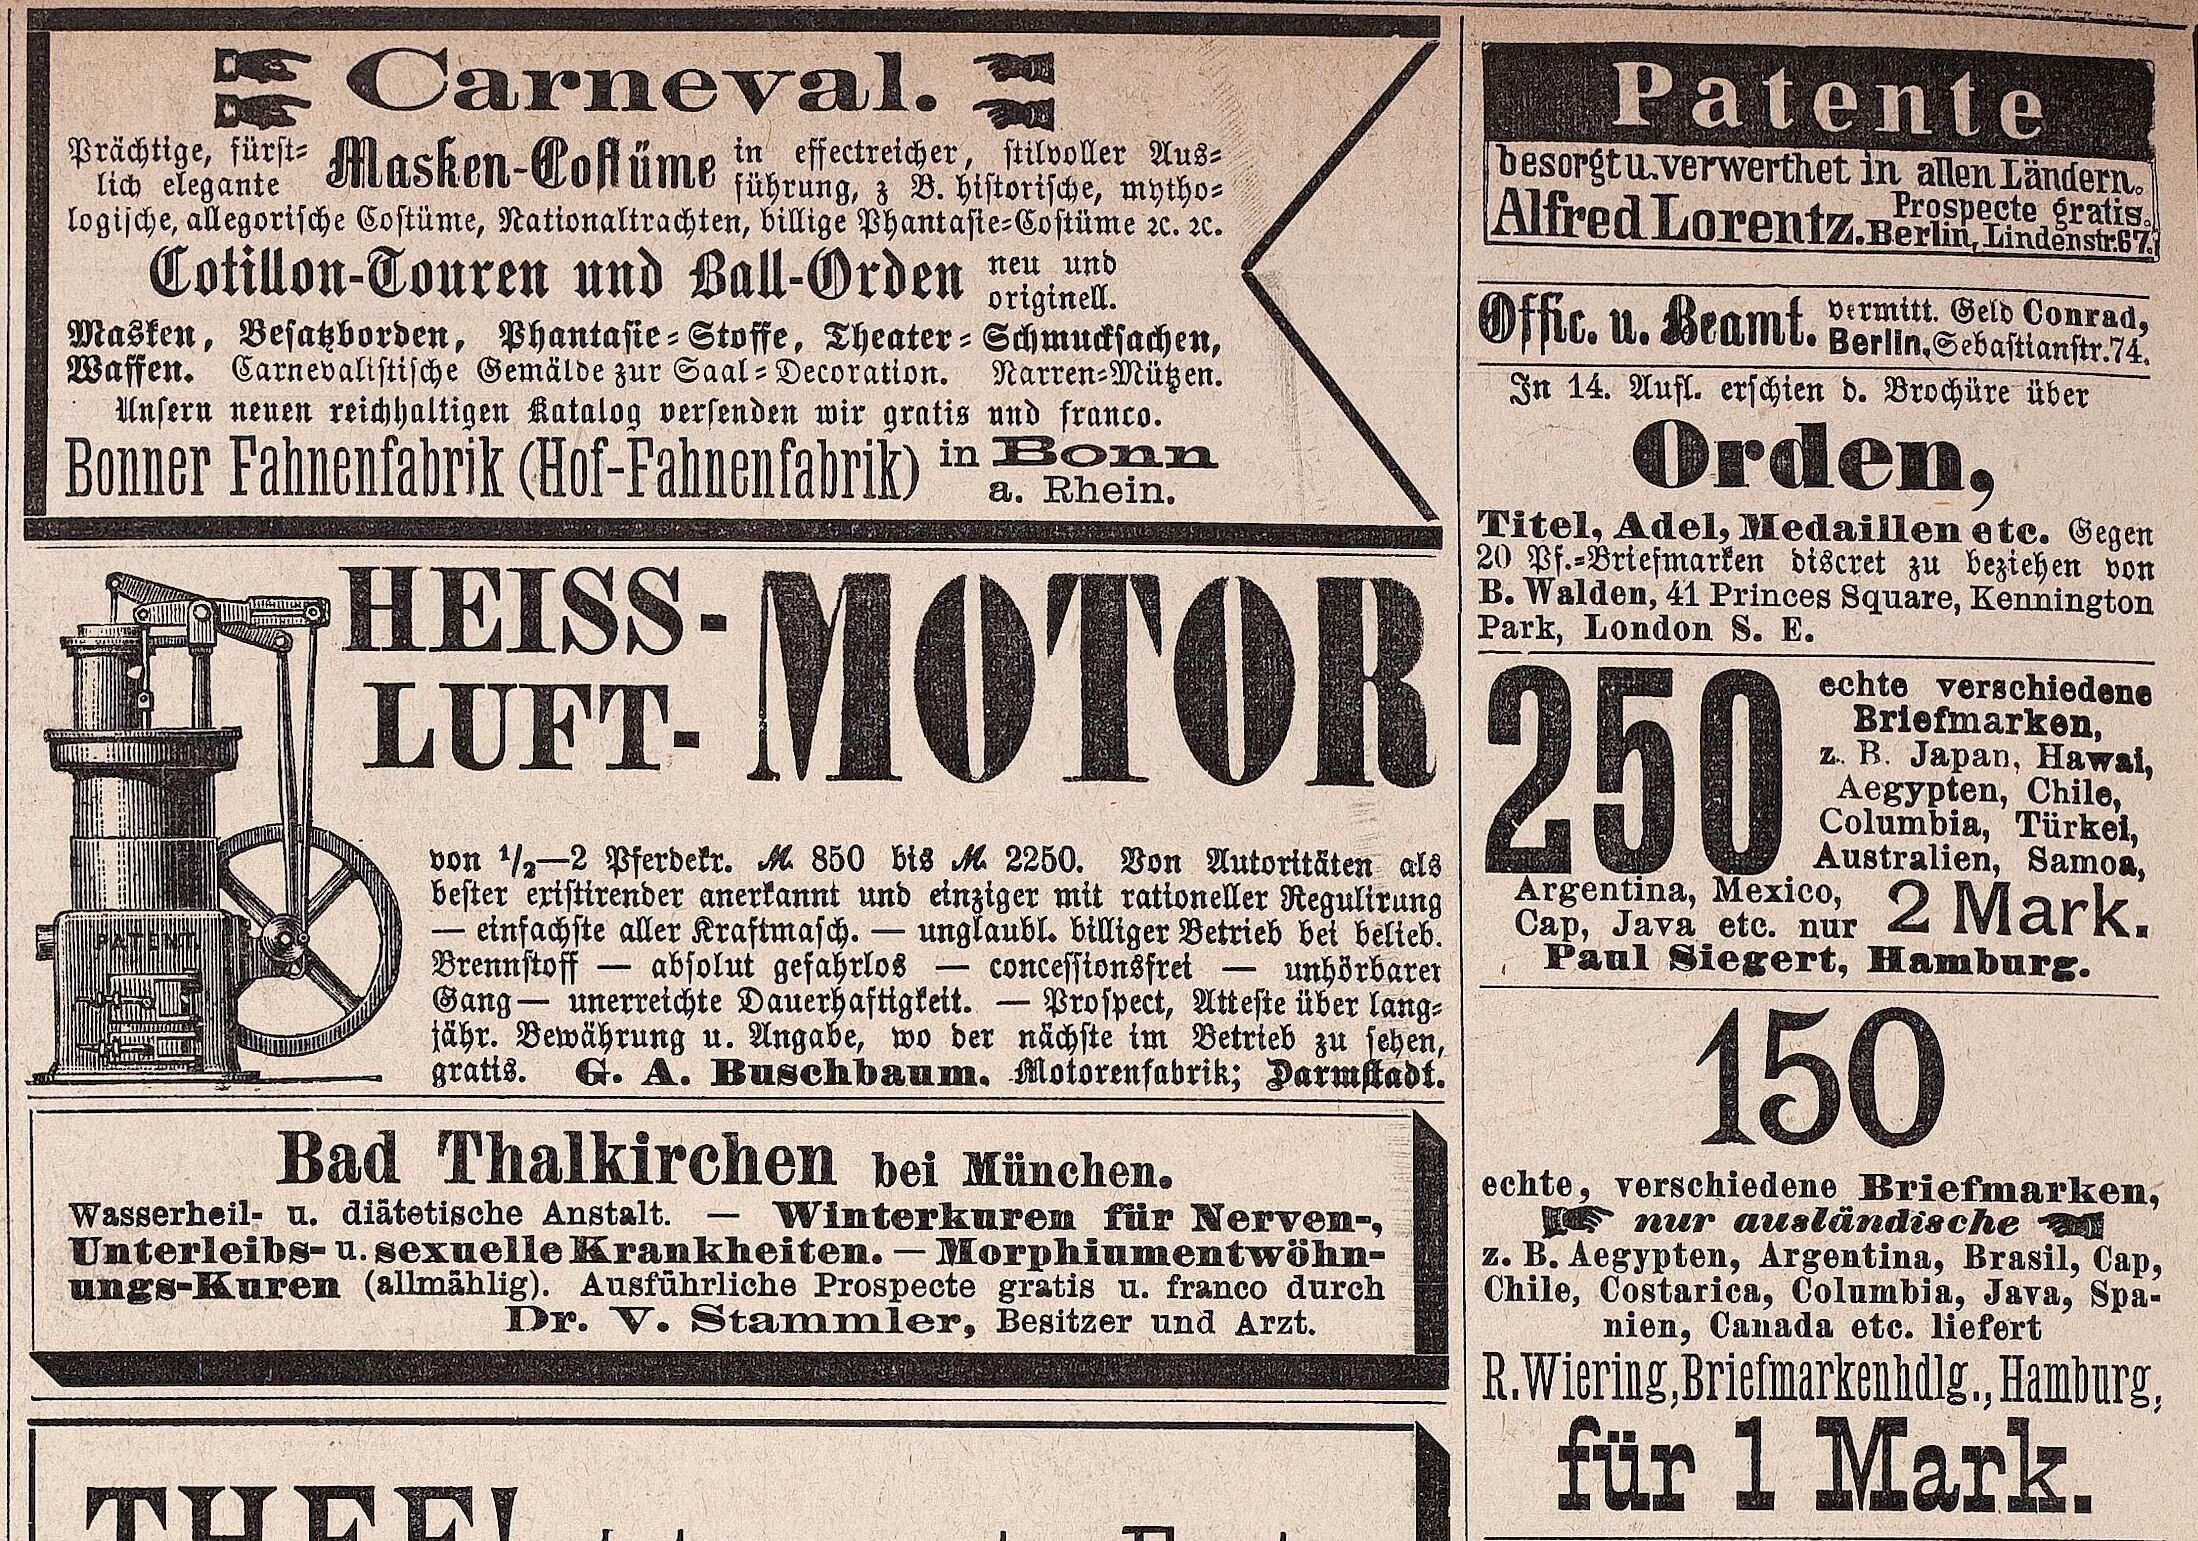 Carneval.
Prächtige, fürst-
lich elegante
Masken-Costüme
in effectreicher, stilvoller Aus-
führung, z B. historische, mytho-
logische, allegorische Costüme, Nationaltrachten, billige Phantasie-Costüme ꝛc. ꝛc.
Cotillon-Touren und Ball-Orden
neu und
originell.
Masken, Besatzborden, Phantasie-Stoffe, Theater-Schmucksachen,
Waffen. Carnevalistische Gemälde zur Saal-Decoration. Narren-Mützen.
Unsern neuen reichhaltigen Katalog versenden wir gratis und franco.
Bonner Fahnenfabrik (Hof-Fahnenfabrik) in Bonn
a. Rhein.
HEISS-
LUFT-
MOTOR
PATENT.
von 1/2—2 Pferdekr. M. 850 bis M. 2250. Von Autoritäten als
bester existirender anerkannt und einziger mit rationeller Regulirung
— einfachste aller Kraftmasch. — unglaubl. billiger Betrieb bei belieb.
Brennstoff — absolut gefahrlos — concessionsfrei — unhörbarer
Gang — unerreichte Dauerhaftigkeit. — Prospect, Atteste über lang-
jähr. Bewährung u. Angabe, wo der nächste im Betrieb zu sehen,
gratis. G. A. Buschbaum. Motorenfabrik; Darmstadt.
Bad Thalkirchen bei München.
Wasserheil- u. diätetische Anstalt. — Winterkuren für Nerven-,
Unterleibs- u. sexuelle Krankheiten. — Morphiumentwöhn-
ungs-Kuren (allmählig). Ausführliche Prospecte gratis u. franco durch
Dr. V. Stammler, Besitzer und Arzt.
THEE!
Patente
besorgt u. verwerthet in allen Ländern.
Alfred Lorentz.
Prospecte gratis.
Berlin, Lindenstr. 67.
Offic. u. Beamt.
vermitt. Geld Conrad,
Berlin, Sebastianstr. 74.
In 14. Aufl. erschien d. Brochüre über
Orden,
Titel, Adel, Medaillen etc. Gegen
20 Pf.-Briefmarken discret zu beziehen von
B. Walden, 41 Princes Square, Kennington
Park, London S. E.
250
echte verschiedene
Briefmarken,
z. B. Japan, Hawai,
Aegypten, Chile,
Columbia, Türkei,
Australien, Samoa,
Argentina, Mexico,
Cap, Java etc. nur
2 Mark.
Paul Siegert, Hamburg.
150
echte, verschiedene Briefmarken,
nur ausländische
z. B. Aegypten, Argentina, Brasil, Cap,
Chile, Costarica, Columbia, Java, Spa-
nien, Canada etc. liefert
R. Wiering, Briefmarkenhdlg., Hamburg,
für 1 Mark.